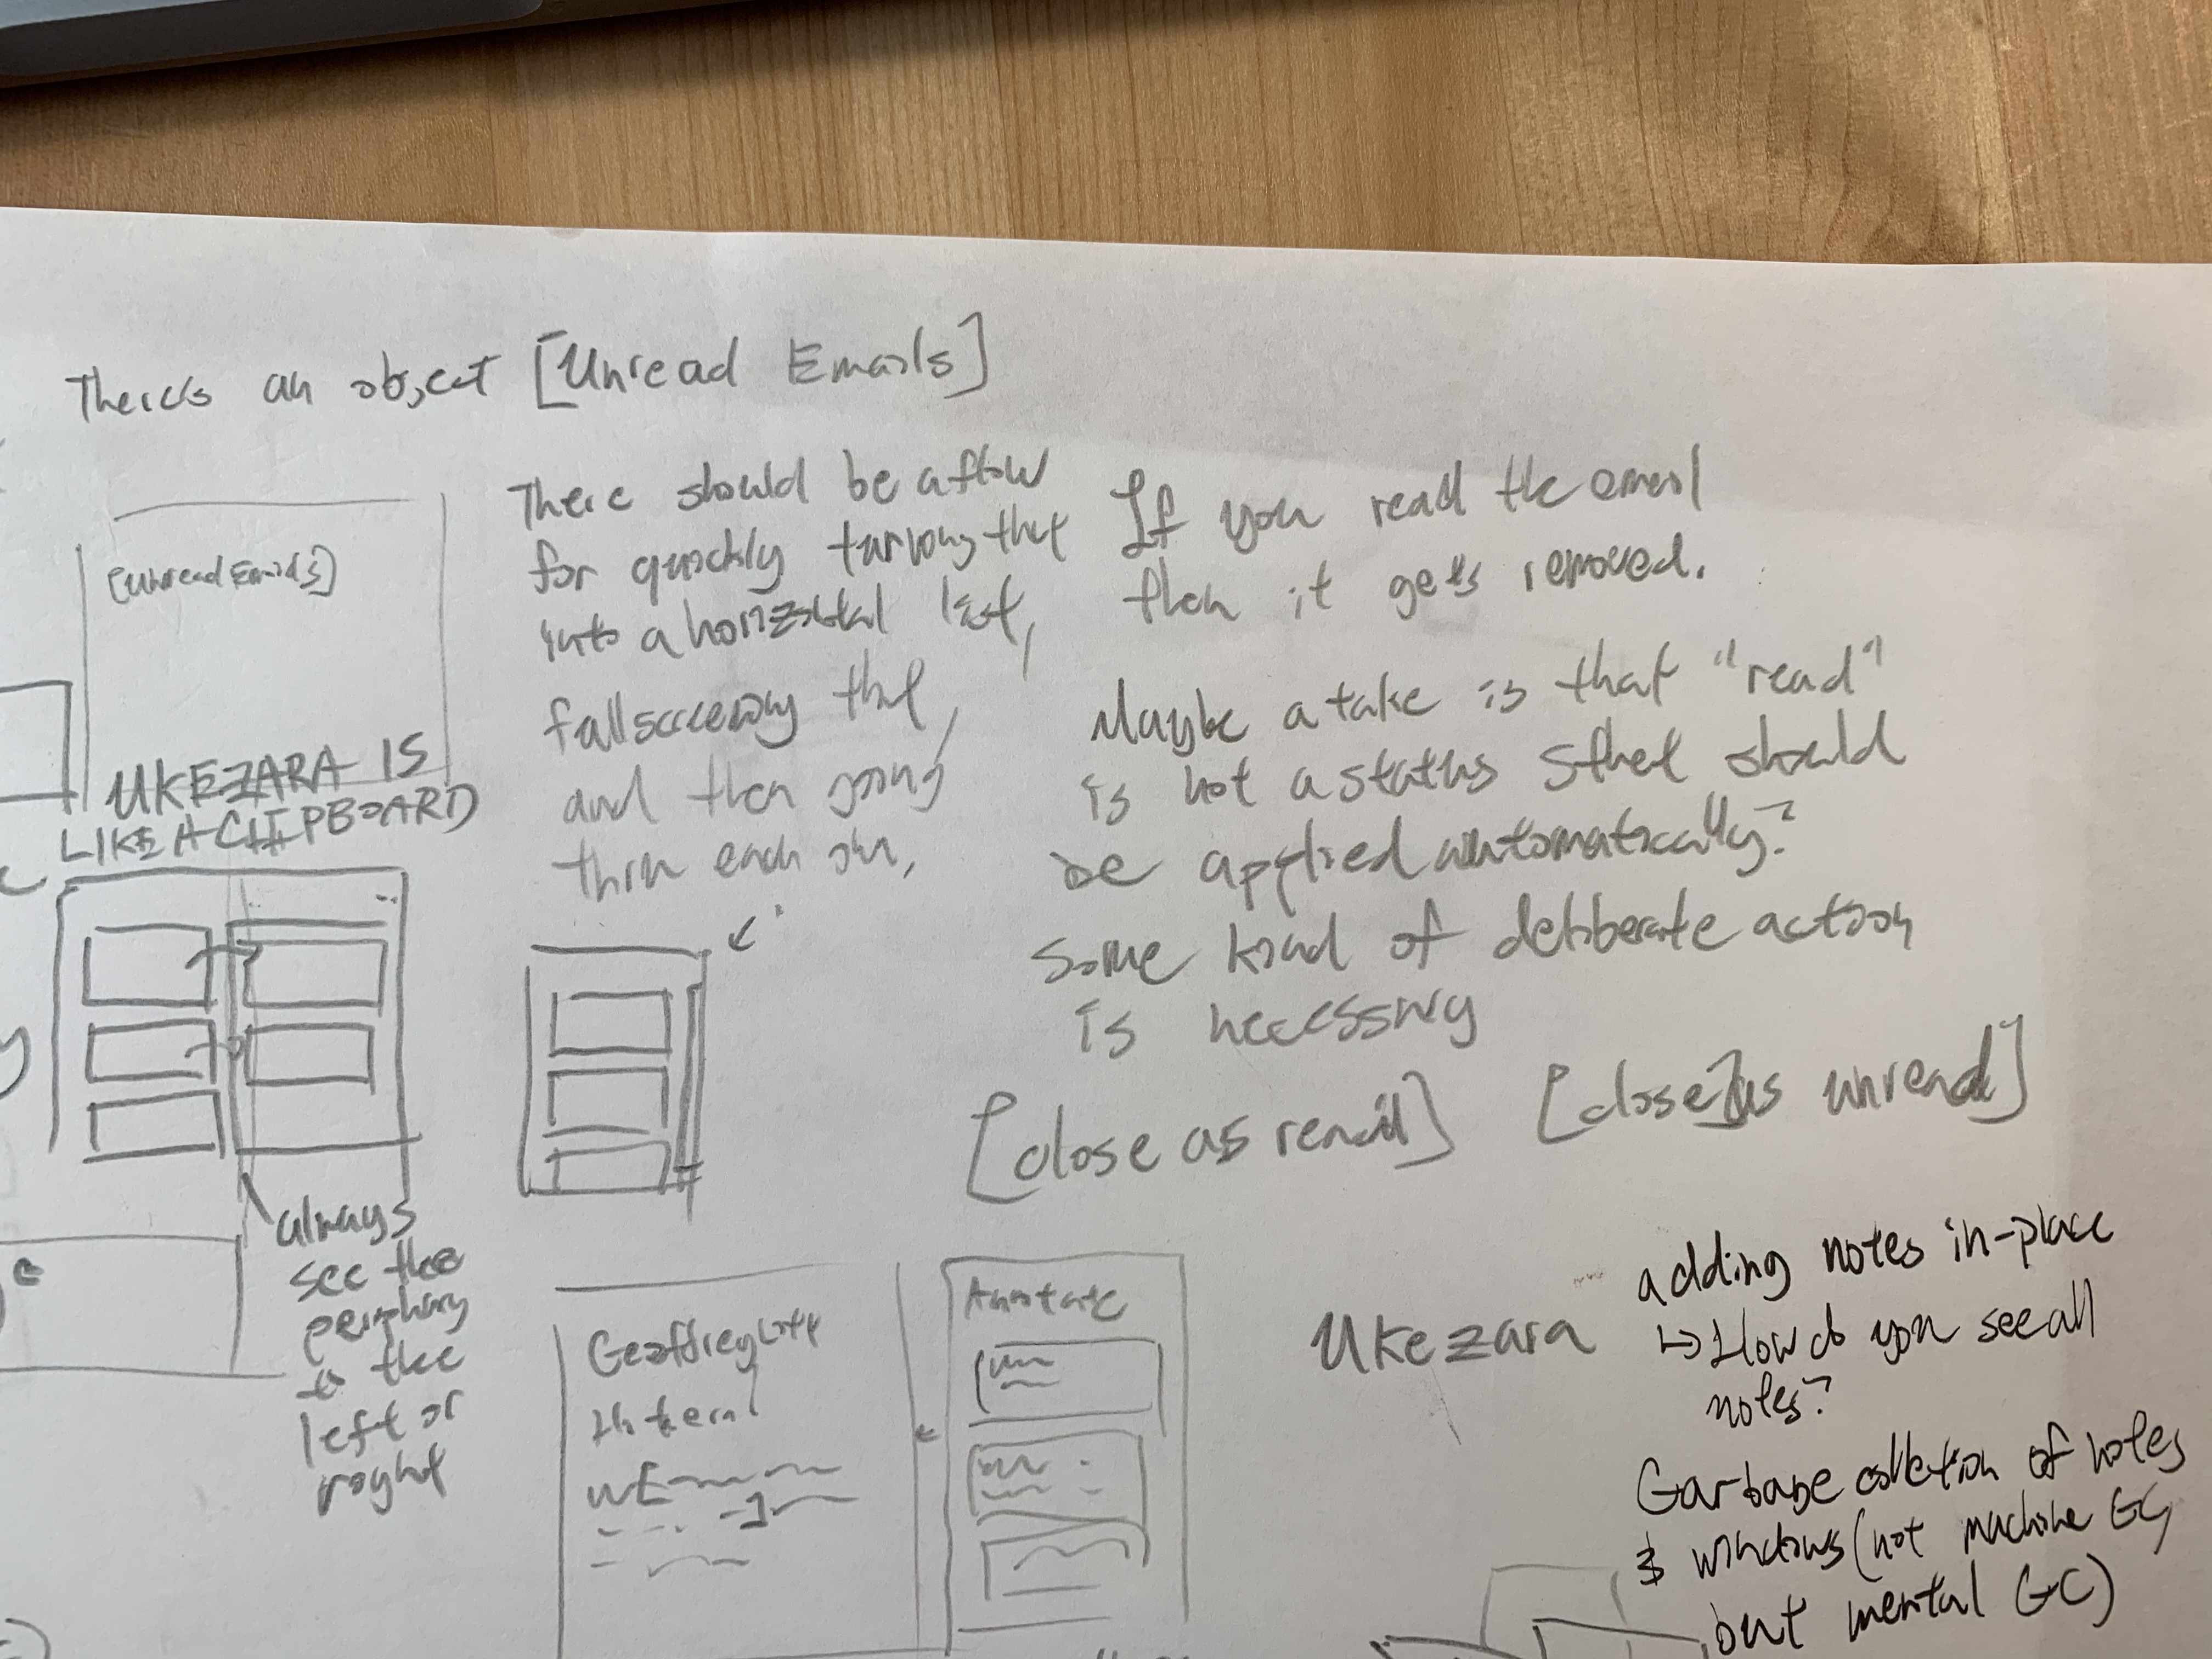 There's an object [Unread Emails]
[Unread Emails]
There should be a flow
for quickly turning that
into a horizontal list,
fullscreening that,
and then going
thru each one,
If you read the email
then it gets removed.
Maybe a take is that "read"
is not a status that should
be applied automatically?
Some kind of deliberate action
is necessary
[close as read]
[close as unread]
UKEZARA IS
LIKE A CLIPBOARD
always
see the
periphary
to the
left or
right
Geoffrey Litt
Annotate
Ukezara
adding notes in-place
↳ How do you see all
notes?
Garbage colletion of notes
& windows (not machine GC,
but mental GC)